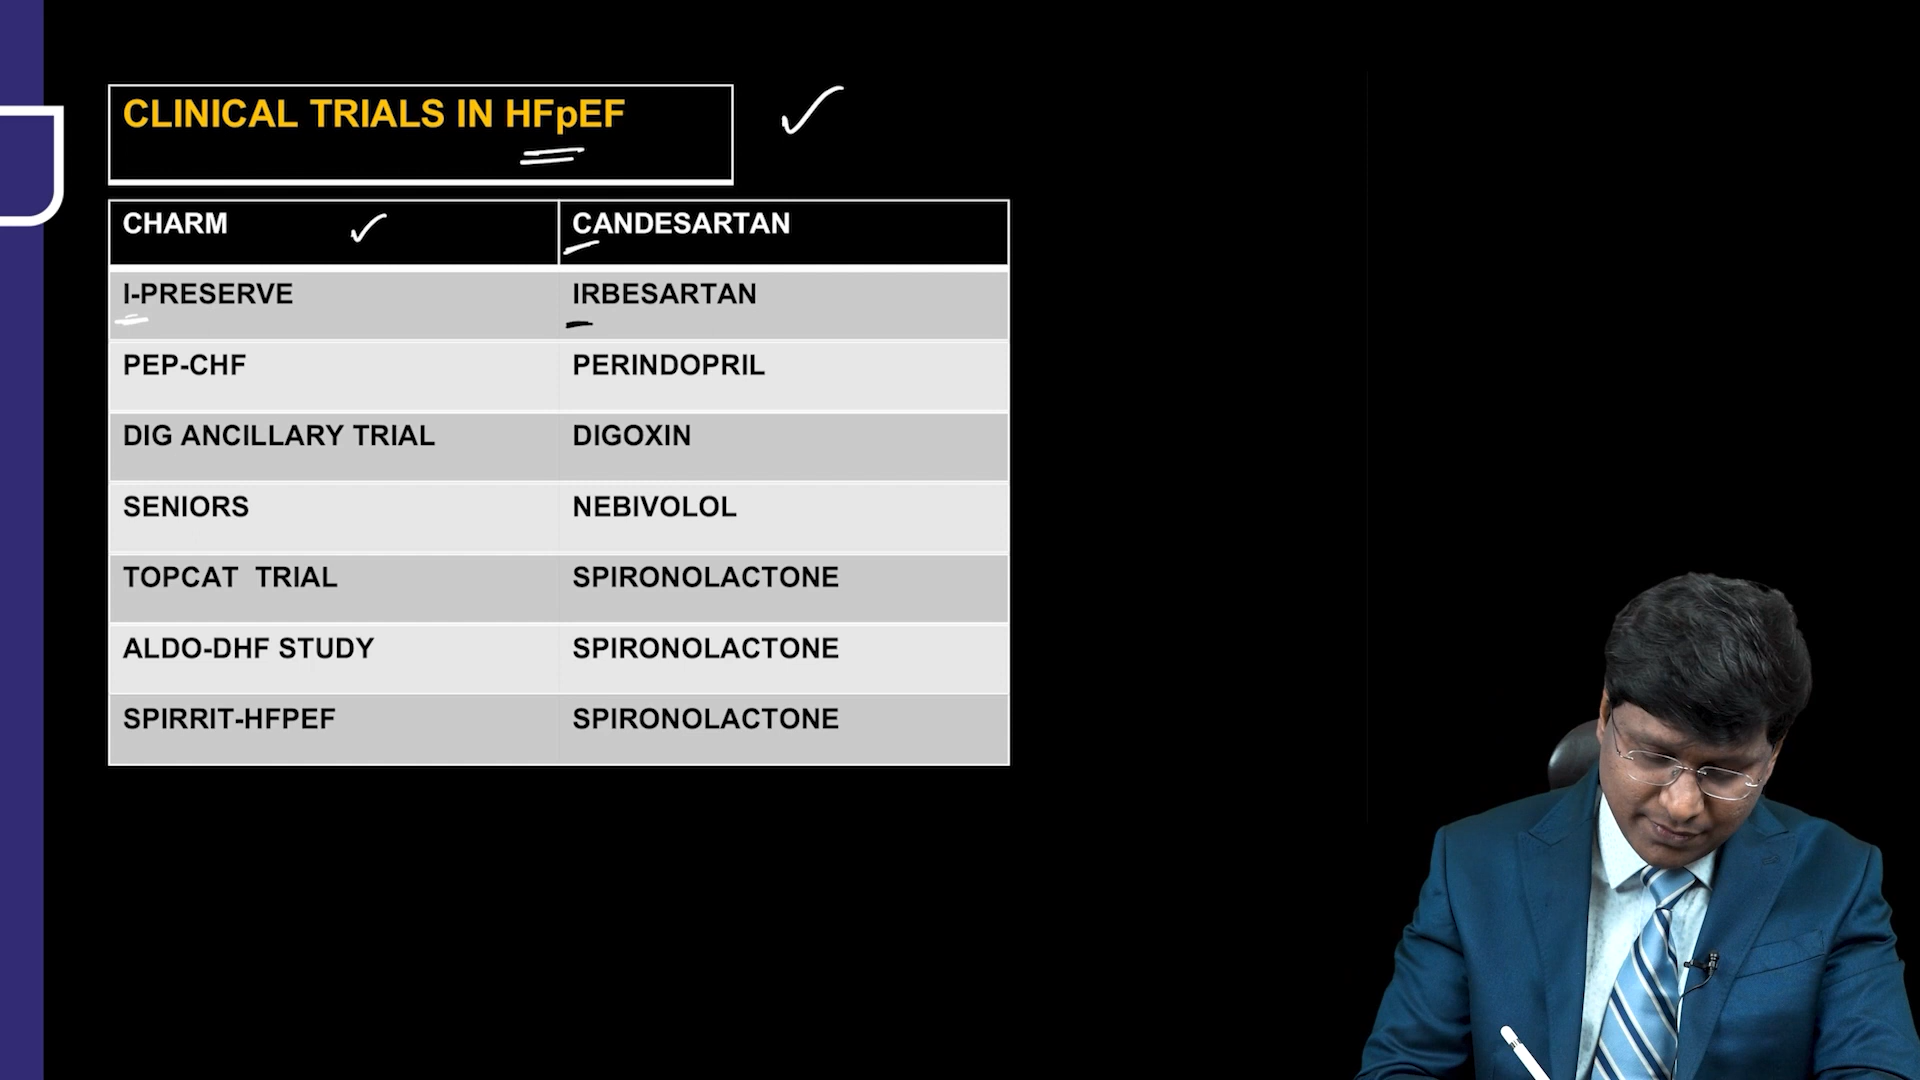 CLINICAL TRIALS IN HFpEF
CHARM CANDESARTAN
I-PRESERVE IRBESARTAN
PEP-CHF PERINDOPRIL
DIG ANCILLARY TRIAL DIGOXIN
SENIORS NEBIVOLOL
TOPCAT TRIAL SPIRONOLACTONE
ALDO-DHF STUDY SPIRONOLACTONE
SPIRRIT-HFPEF SPIRONOLACTONE